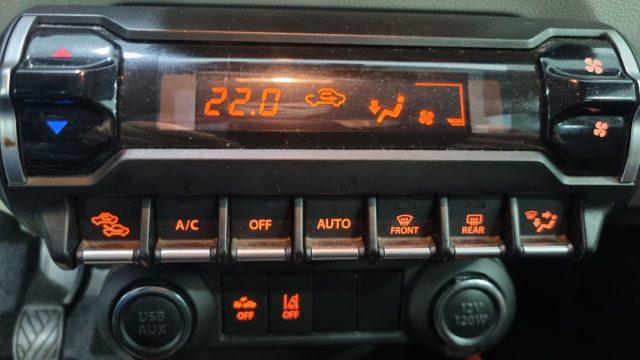 22.0
A/C
OFF
AUTO
FRONT
REAR
USB
AUX
OFF
OFF
12V
120W